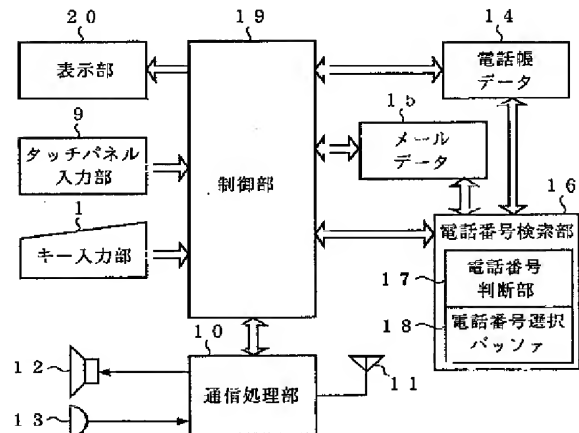 20
19
14
表示部
電話帳
データ
9
15
タッチパネル
入力部
メール
データ
制御部
16
1
電話番号検索部
キー入力部
17
電話番号
判断部
18
電話番号選択
バッファ
10
12
通信処理部
11
13